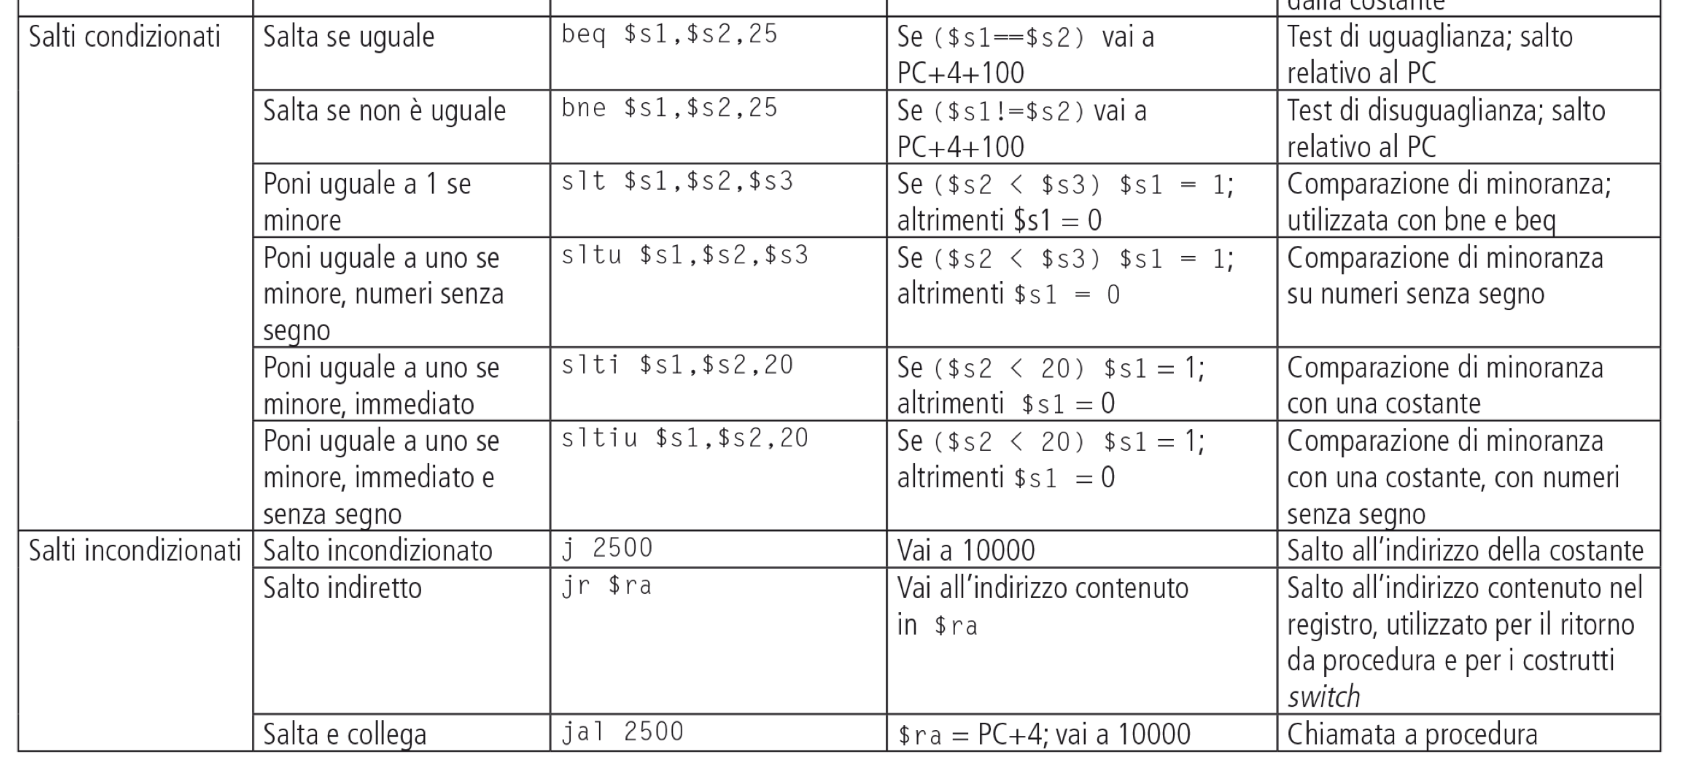 dalla costante
Salti condizionati
Salta se uguale
beq $s1,$s2,25
Se ($s1==$s2) vai a
PC+4+100
Test di uguaglianza; salto
relativo al PC
Salta se non è uguale
bne $s1,$s2,25
Se ($s1!=$s2) vai a
PC+4+100
Test di disuguaglianza; salto
relativo al PC
Poni uguale a 1 se
minore
slt $s1,$s2,$s3
Se ($s2 < $s3) $s1 = 1;
altrimenti $s1 = 0
Comparazione di minoranza;
utilizzata con bne e beq
Poni uguale a uno se
minore, numeri senza
segno
sltu $s1,$s2,$s3
Se ($s2 < $s3) $s1 = 1;
altrimenti $s1 = 0
Comparazione di minoranza
su numeri senza segno
Poni uguale a uno se
minore, immediato
slti $s1,$s2,20
Se ($s2 < 20) $s1 = 1;
altrimenti $s1 = 0
Comparazione di minoranza
con una costante
Poni uguale a uno se
minore, immediato e
senza segno
sltiu $s1,$s2,20
Se ($s2 < 20) $s1 = 1;
altrimenti $s1 = 0
Comparazione di minoranza
con una costante, con numeri
senza segno
Salti incondizionati
Salto incondizionato
j 2500
Vai a 10000
Salto all'indirizzo della costante
Salto indiretto
jr $ra
Vai all'indirizzo contenuto
in $ra
Salto all'indirizzo contenuto nel
registro, utilizzato per il ritorno
da procedura e per i costrutti
switch
Salta e collega
jal 2500
$ra = PC+4; vai a 10000
Chiamata a procedura